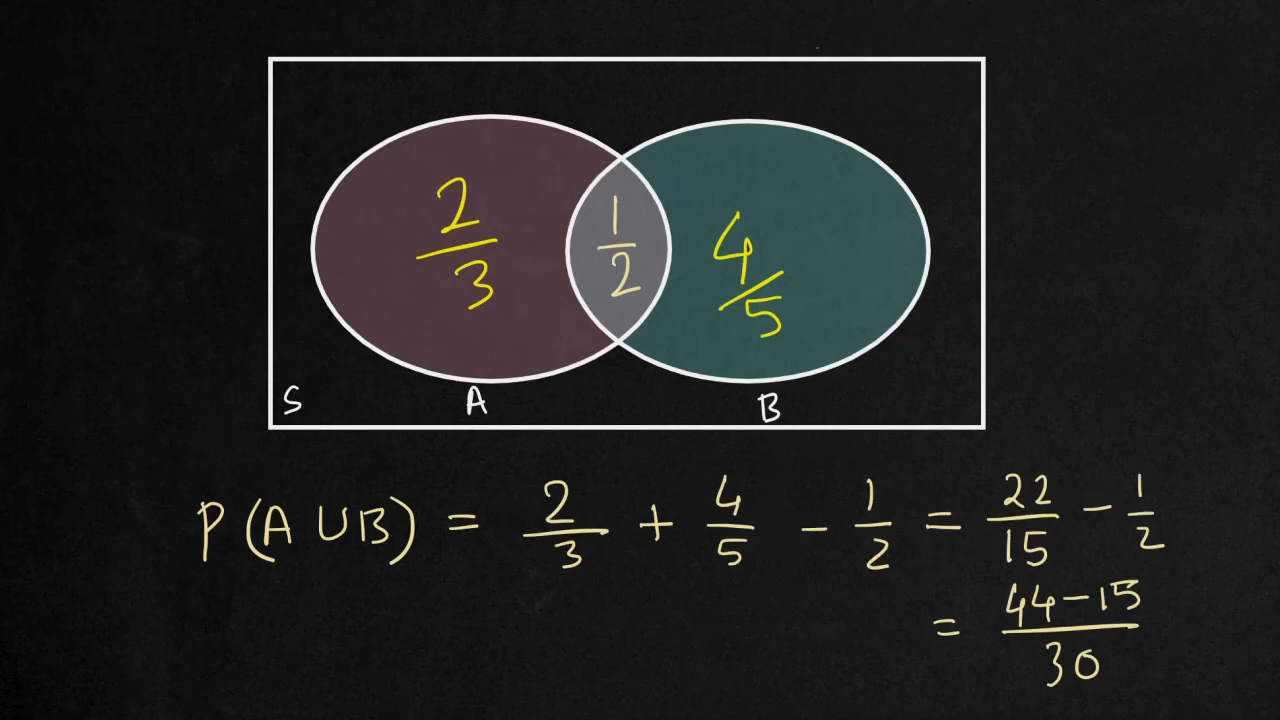 2/3 1/2 4/5
S A B
P(A∪B) = 2/3 + 4/5 - 1/2 = 22/15 - 1/2
= 44-15/30